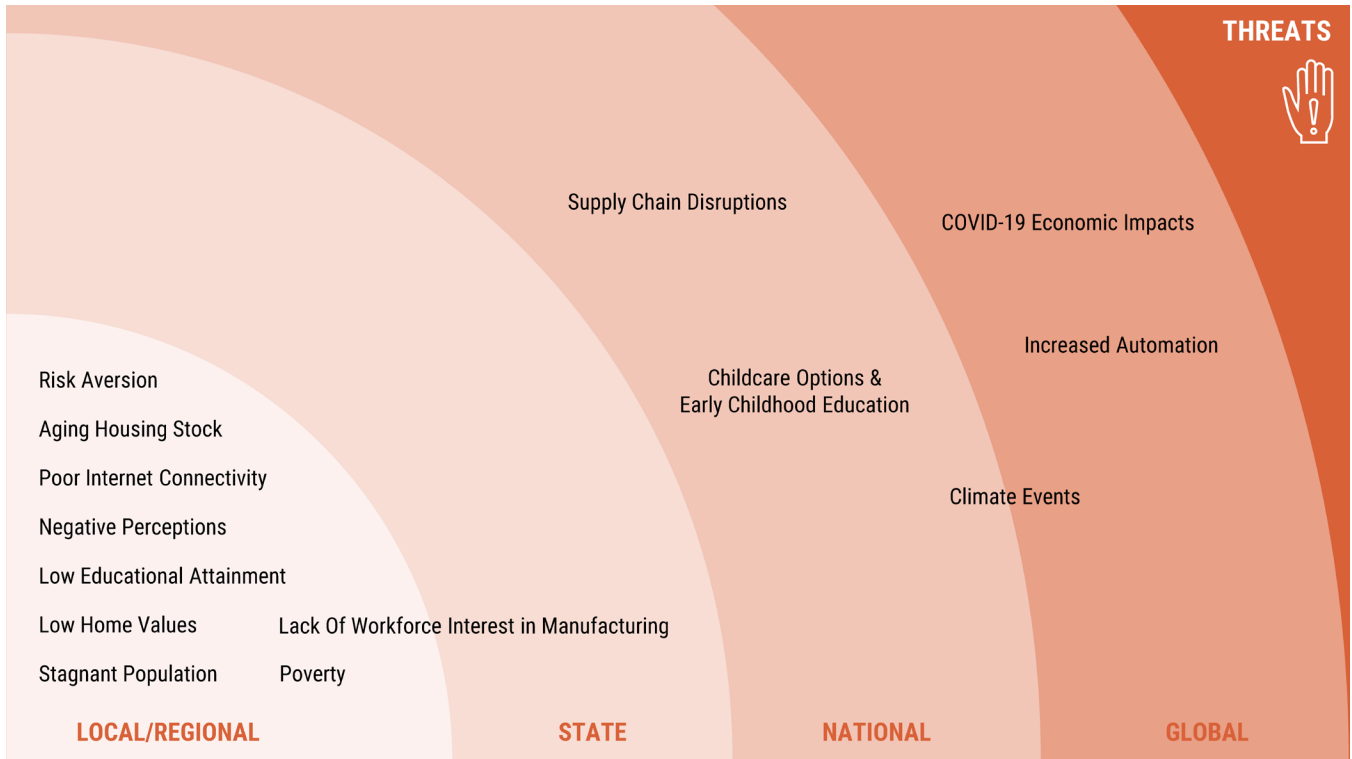 THREATS
Supply Chain Disruptions
COVID-19 Economic Impacts
Increased Automation
Childcare Options &
Early Childhood Education
Climate Events
Risk Aversion
Aging Housing Stock
Poor Internet Connectivity
Negative Perceptions
Low Educational Attainment
Low Home Values
Lack Of Workforce Interest in Manufacturing
Stagnant Population
Poverty
LOCAL/REGIONAL
STATE
NATIONAL
GLOBAL